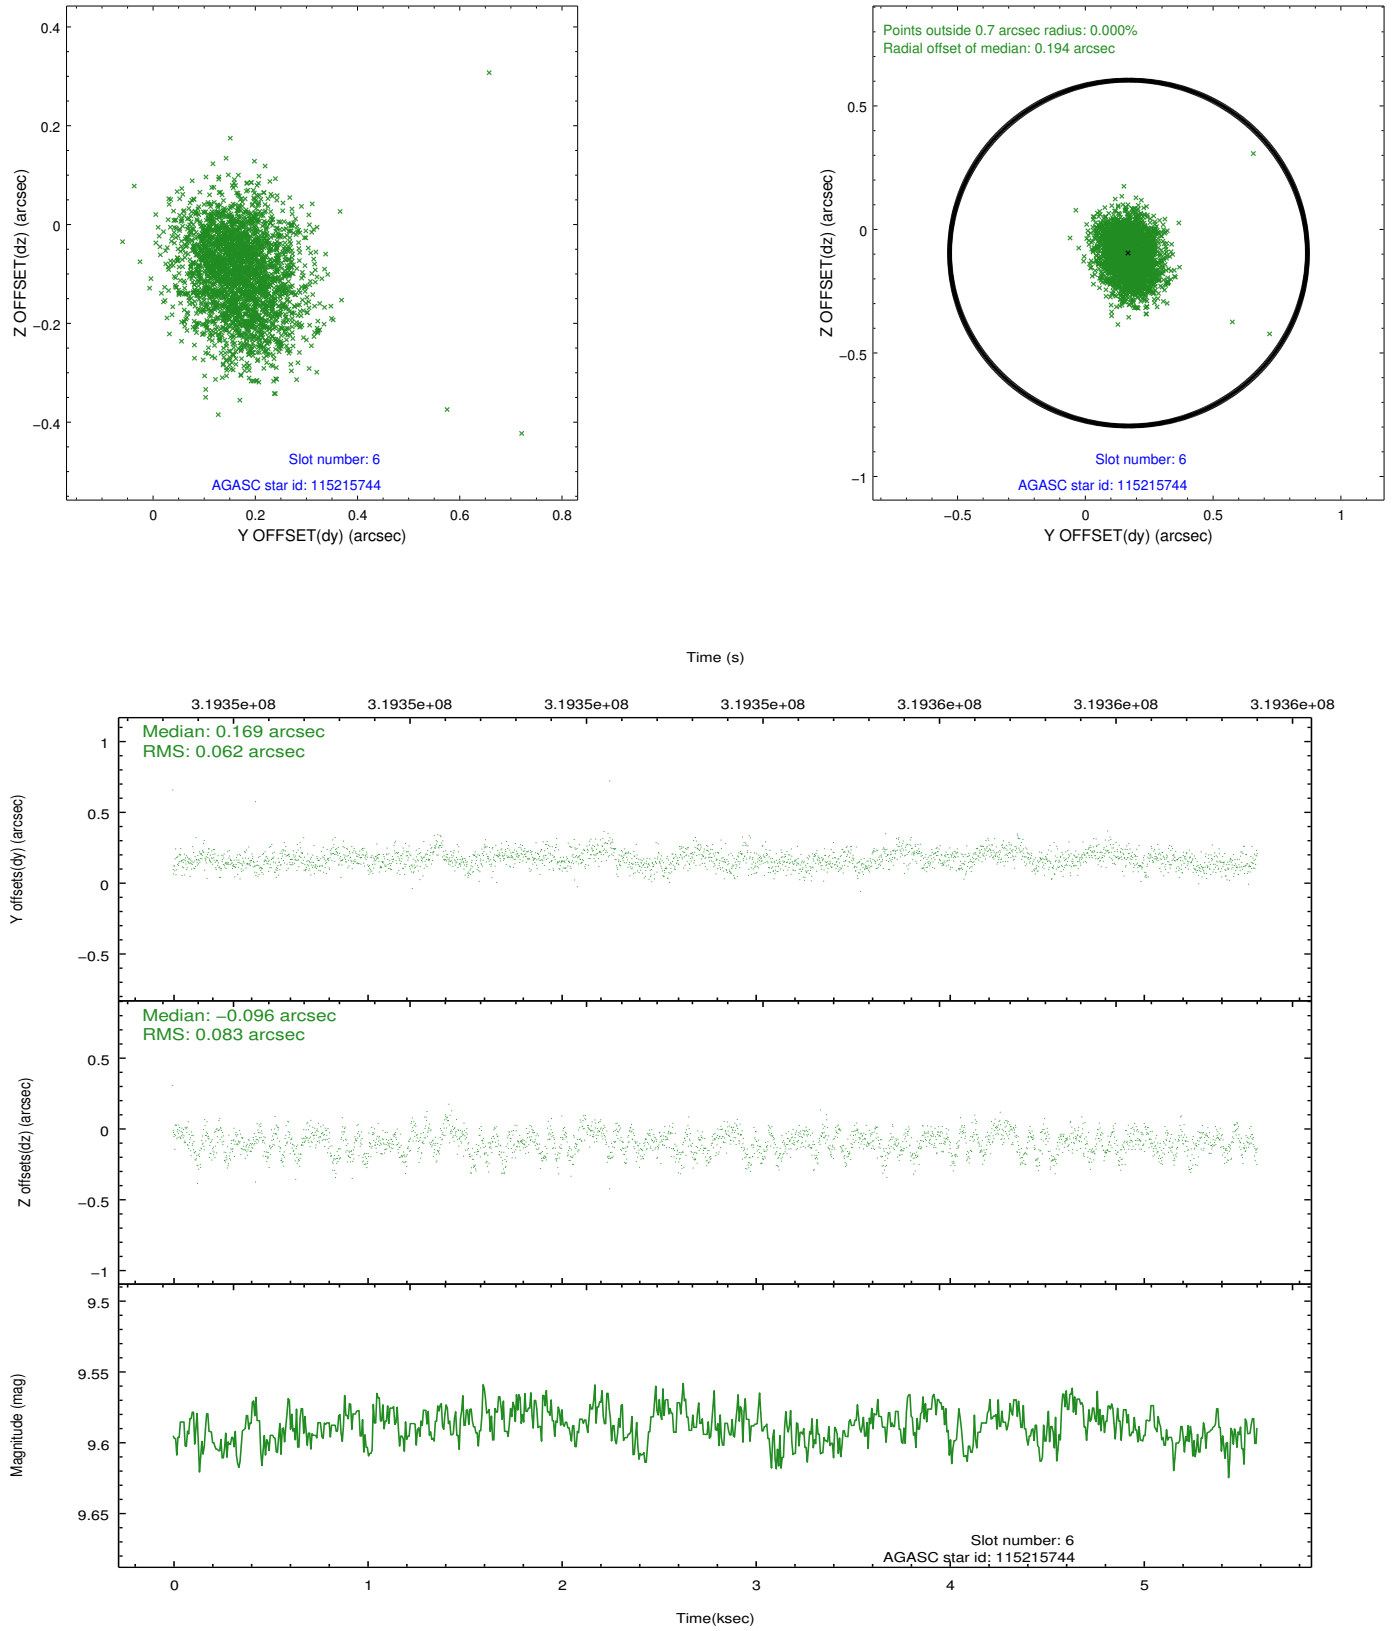 0.4
0.2
0
−0.2
−0.4
Z OFFSET(dz) (arcsec)
Slot number: 6
AGASC star id: 115215744
0 0.2 0.4 0.6 0.8
Y OFFSET(dy) (arcsec)
Points outside 0.7 arcsec radius: 0.000%
Radial offset of median: 0.194 arcsec
0.5
0
−0.5
−1
Z OFFSET(dz) (arcsec)
Slot number: 6
AGASC star id: 115215744
−0.5 0 0.5 1
Y OFFSET(dy) (arcsec)
Time (s)
3.1935e+08 3.1935e+08 3.1935e+08 3.1935e+08 3.1936e+08 3.1936e+08 3.1936e+08
Median: 0.169 arcsec
RMS: 0.062 arcsec
1
0.5
0
−0.5
Y offsets(dy) (arcsec)
Median: −0.096 arcsec
RMS: 0.083 arcsec
0.5
0
−0.5
−1
Z offsets(dz) (arcsec)
9.5
9.55
9.6
9.65
Magnitude (mag)
Slot number: 6
AGASC star id: 115215744
0 1 2 3 4 5
Time(ksec)